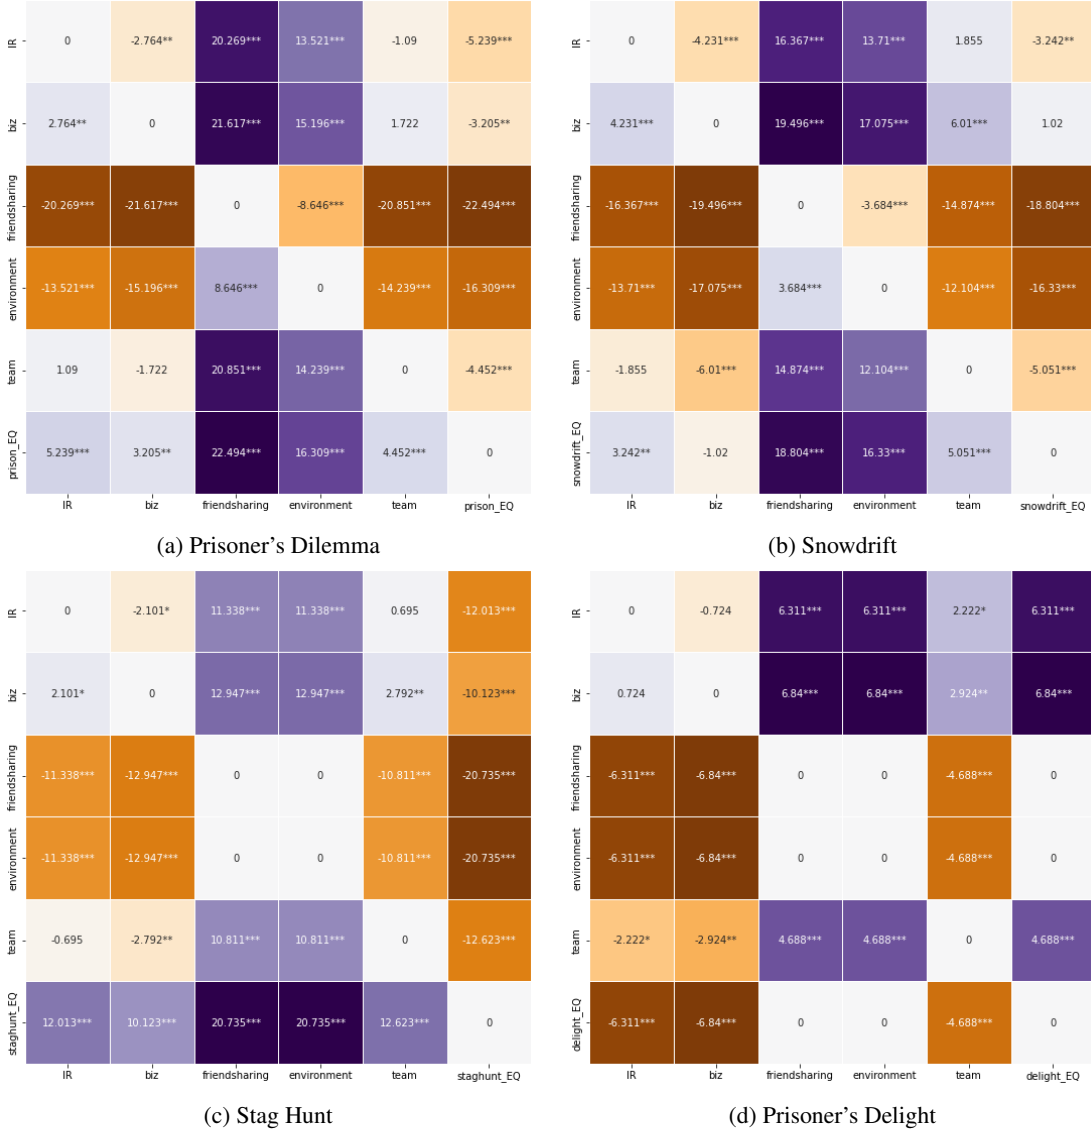 IR 0 -2.764** 20.269*** 13.521*** -1.09 -5.239***
biz 2.764** 0 21.617*** 15.196*** 1.722 -3.205**
friendsharing -20.269*** -21.617*** 0 -8.646*** -20.851*** -22.494***
environment -13.521*** -15.196*** 8.646*** 0 -14.239*** -16.309***
team 1.09 -1.722 20.851*** 14.239*** 0 -4.452***
prison_EQ 5.239*** 3.205** 22.494*** 16.309*** 4.452*** 0
IR biz friendsharing environment team prison_EQ
(a) Prisoner’s Dilemma
IR 0 -4.231*** 16.367*** 13.71*** 1.855 -3.242**
biz 4.231*** 0 19.496*** 17.075*** 6.01*** 1.02
friendsharing -16.367*** -19.496*** 0 -3.684*** -14.874*** -18.804***
environment -13.71*** -17.075*** 3.684*** 0 -12.104*** -16.33***
team -1.855 -6.01*** 14.874*** 12.104*** 0 -5.051***
snowdrift_EQ 3.242** -1.02 18.804*** 16.33*** 5.051*** 0
IR biz friendsharing environment team snowdrift_EQ
(b) Snowdrift
IR 0 -2.101* 11.338*** 11.338*** 0.695 -12.013***
biz 2.101* 0 12.947*** 12.947*** 2.792** -10.123***
friendsharing -11.338*** -12.947*** 0 0 -10.811*** -20.735***
environment -11.338*** -12.947*** 0 0 -10.811*** -20.735***
team -0.695 -2.792** 10.811*** 10.811*** 0 -12.623***
staghunt_EQ 12.013*** 10.123*** 20.735*** 20.735*** 12.623*** 0
IR biz friendsharing environment team staghunt_EQ
(c) Stag Hunt
IR 0 -0.724 6.311*** 6.311*** 2.222* 6.311***
biz 0.724 0 6.84*** 6.84*** 2.924** 6.84***
friendsharing -6.311*** -6.84*** 0 0 -4.688*** 0
environment -6.311*** -6.84*** 0 0 -4.688*** 0
team -2.222* -2.924** 4.688*** 4.688*** 0 4.688***
delight_EQ -6.311*** -6.84*** 0 0 -4.688*** 0
IR biz friendsharing environment team delight_EQ
(d) Prisoner’s Delight